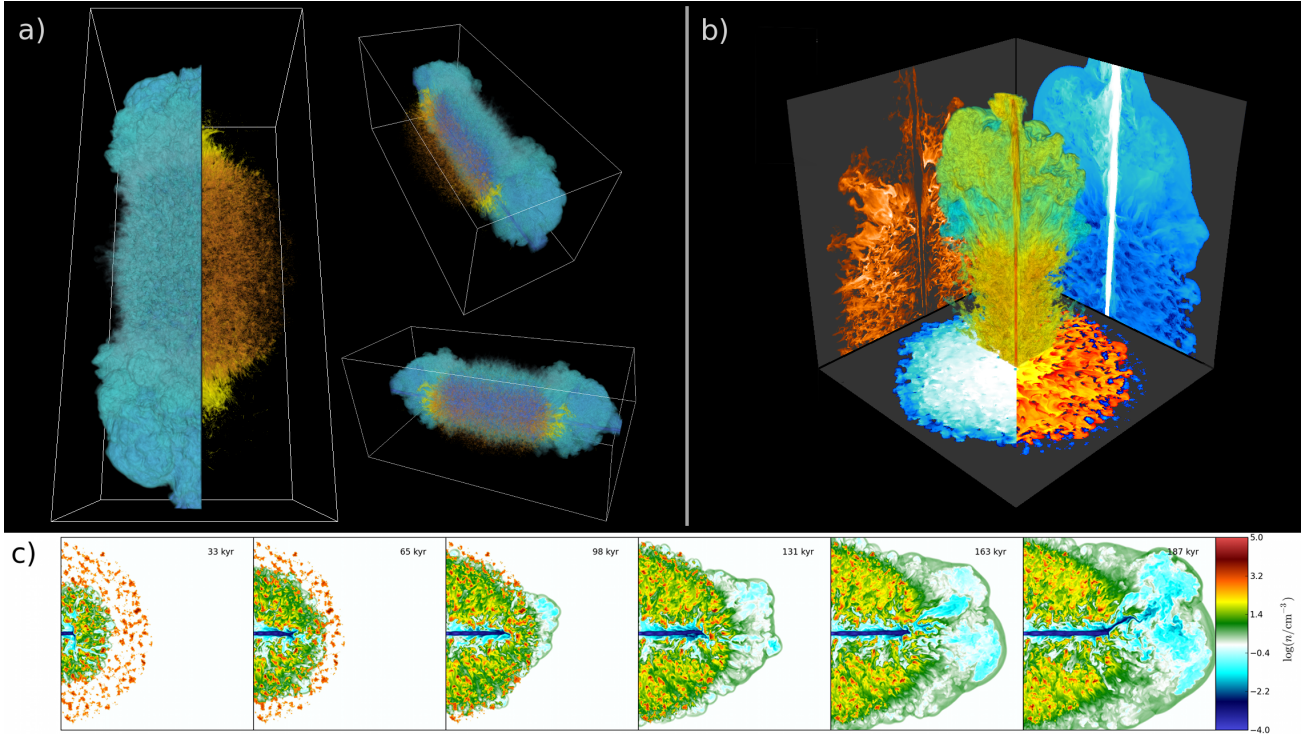 a)
b)
c)
33 kyr
65 kyr
98 kyr
131 kyr
163 kyr
187 kyr
5.0
3.2
1.4
−0.4
−2.2
−4.0
log(n/cm⁻³)